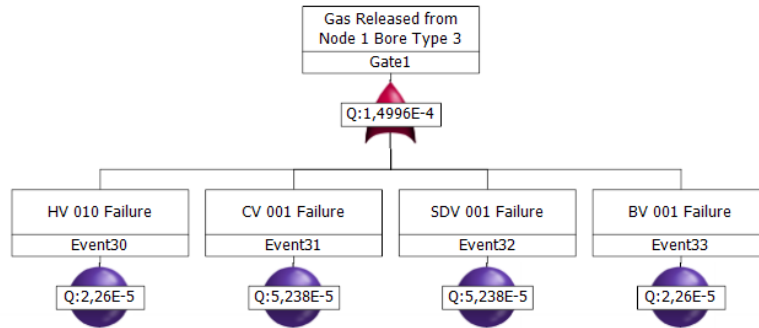 Gas Released from
Node 1 Bore Type 3
Gate1
Q:1,4996E-4
HV 010 Failure
CV 001 Failure
SDV 001 Failure
BV 001 Failure
Event30
Event31
Event32
Event33
Q:2,26E-5
Q:5,238E-5
Q:5,238E-5
Q:2,26E-5